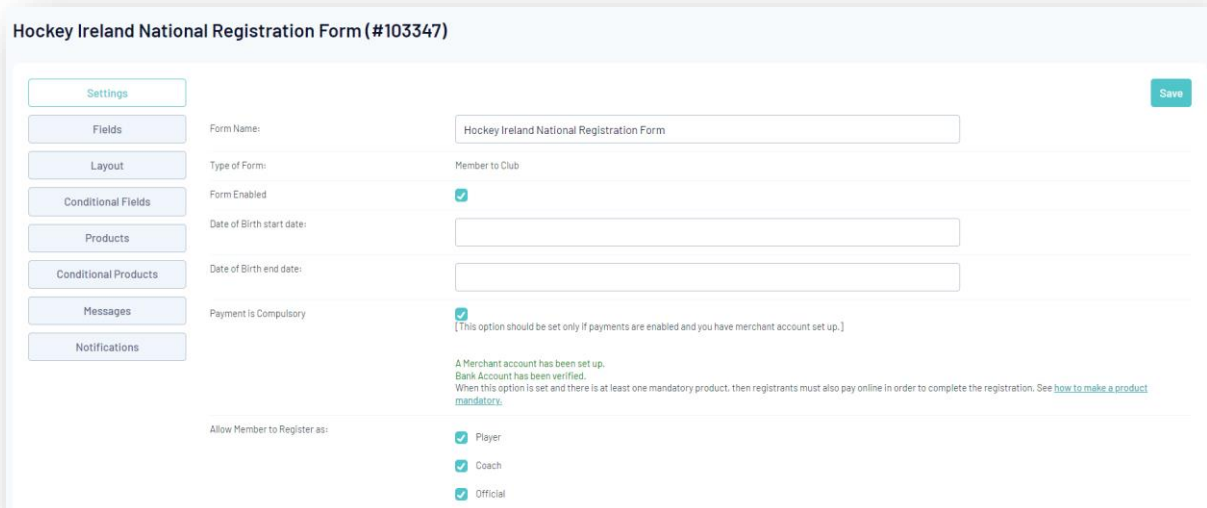 Hockey Ireland National Registration Form (#103347)
Settings
Save
Fields
Form Name:
Hockey Ireland National Registration Form
Layout
Type of Form:
Member to Club
Conditional Fields
Form Enabled
Products
Date of Birth start date:
Conditional Products
Date of Birth end date:
Messages
Payment is Compulsory
[This option should be set only if payments are enabled and you have merchant account set up.]
Notifications
A Merchant account has been set up.
Bank Account has been verified.
When this option is set and there is at least one mandatory product, then registrants must also pay online in order to complete the registration. See how to make a product
mandatory.
Allow Member to Register as:
Player
Coach
Official